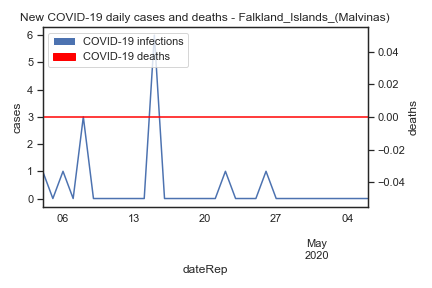 New COVID-19 daily cases and deaths - Falkland_Islands_(Malvinas)
COVID-19 infections
COVID-19 deaths
cases
6
5
4
3
2
1
0
deaths
0.04
0.02
0.00
−0.02
−0.04
06 13 20 27 04
May
2020
dateRep